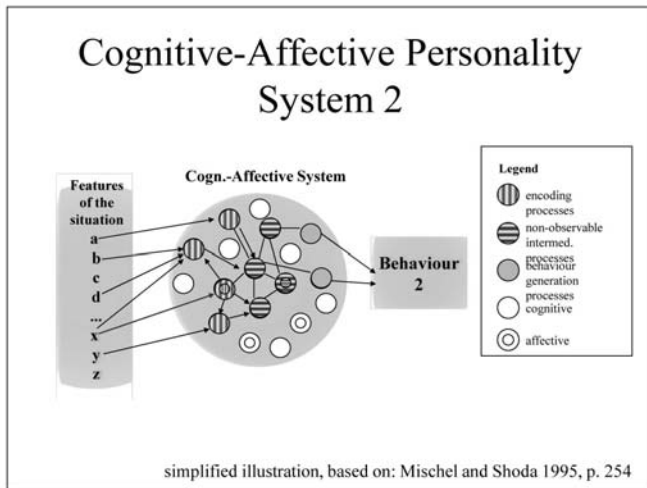 Cognitive-Affective Personality
System 2
Features
of the
situation
a
b
c
d
...
x
y
z
Cogn.-Affective System
Behaviour
2
Legend
encoding
processes
non-observable
intermed.
processes
behaviour
generation
processes
cognitive
affective
simplified illustration, based on: Mischel and Shoda 1995, p. 254